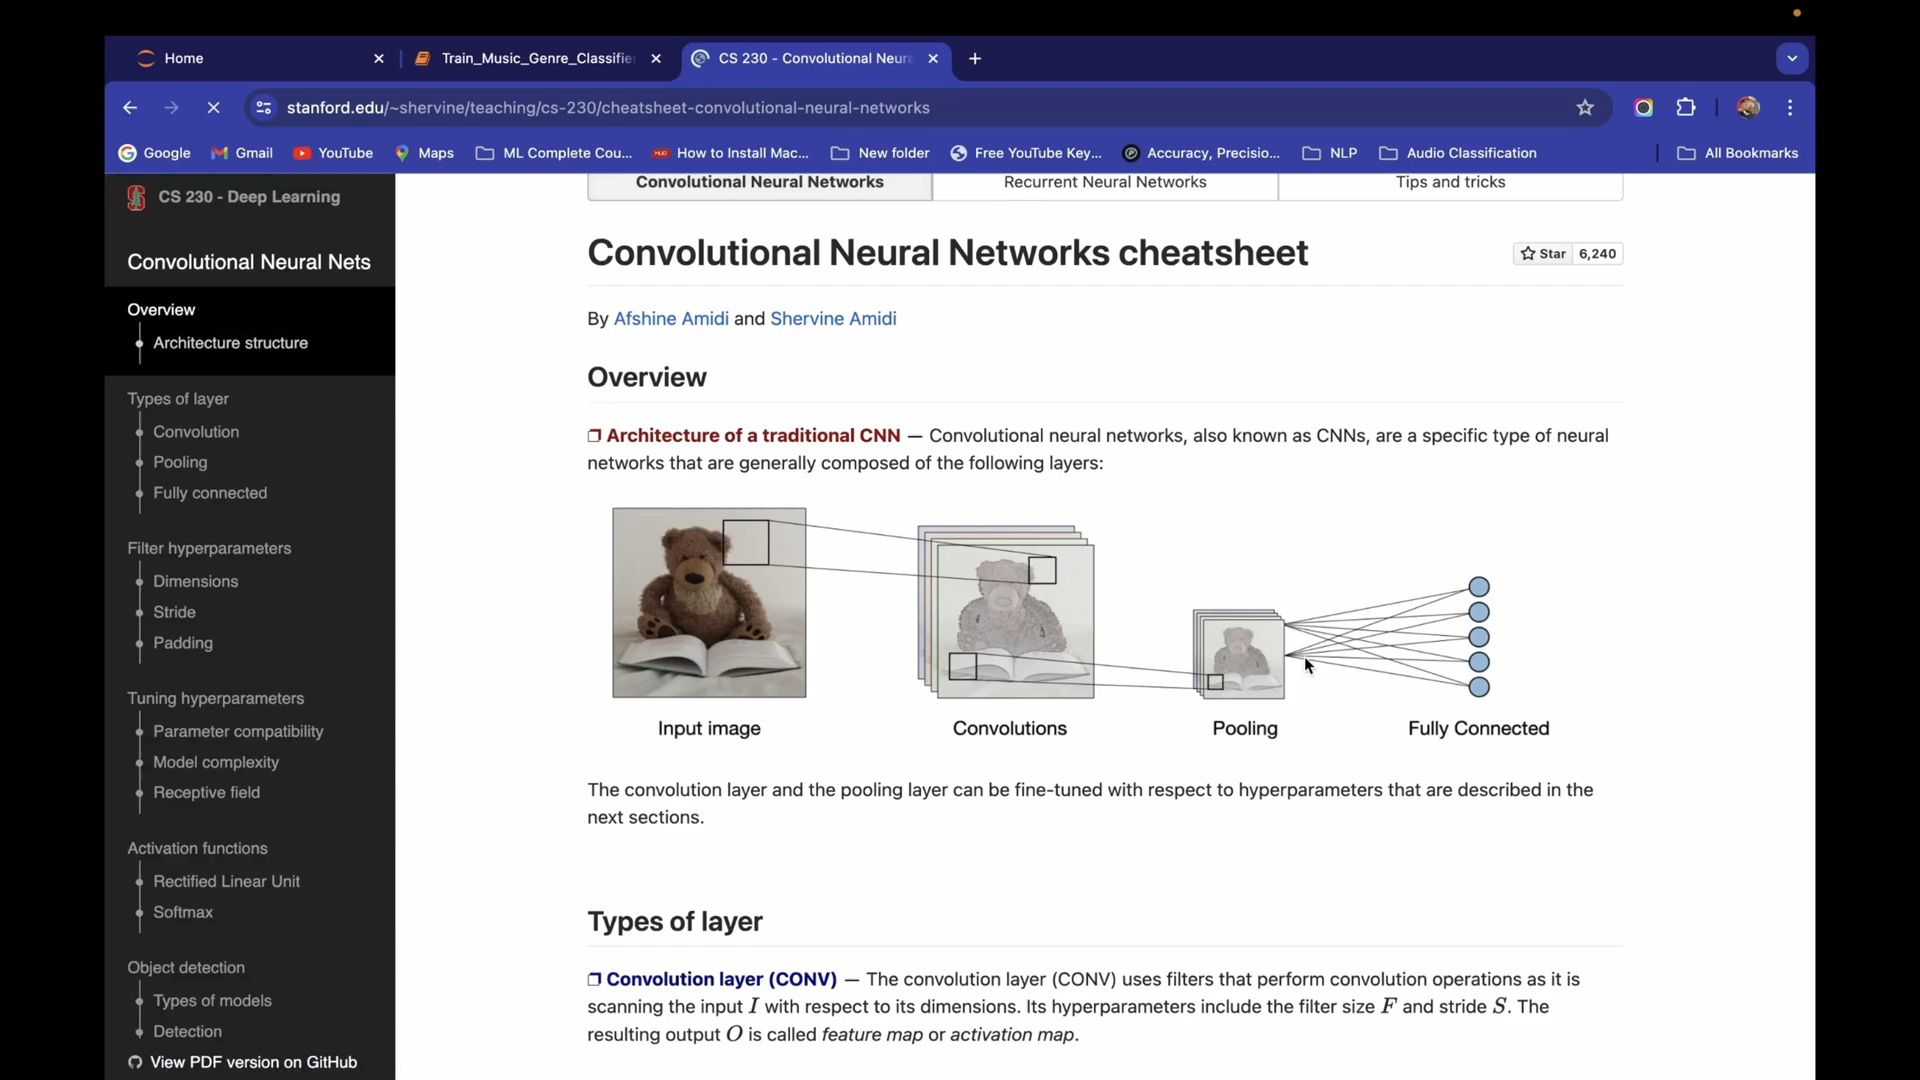 Home
Train_Music_Genre_Classifier
CS 230 - Convolutional Neura
stanford.edu/~shervine/teaching/cs-230/cheatsheet-convolutional-neural-networks
Google
Gmail
YouTube
Maps
ML Complete Cou...
How to Install Mac...
New folder
Free YouTube Key...
Accuracy, Precisio...
NLP
Audio Classification
All Bookmarks
CS 230 - Deep Learning
Convolutional Neural Nets
Overview
Architecture structure
Types of layer
Convolution
Pooling
Fully connected
Filter hyperparameters
Dimensions
Stride
Padding
Tuning hyperparameters
Parameter compatibility
Model complexity
Receptive field
Activation functions
Rectified Linear Unit
Softmax
Object detection
Types of models
Detection
View PDF version on GitHub
Convolutional Neural Networks
Recurrent Neural Networks
Tips and tricks
Convolutional Neural Networks cheatsheet
Star 6,240
By Afshine Amidi and Shervine Amidi
Overview
Architecture of a traditional CNN — Convolutional neural networks, also known as CNNs, are a specific type of neural
networks that are generally composed of the following layers:
Input image
Convolutions
Pooling
Fully Connected
The convolution layer and the pooling layer can be fine-tuned with respect to hyperparameters that are described in the
next sections.
Types of layer
Convolution layer (CONV) — The convolution layer (CONV) uses filters that perform convolution operations as it is
scanning the input I with respect to its dimensions. Its hyperparameters include the filter size F and stride S. The
resulting output O is called feature map or activation map.